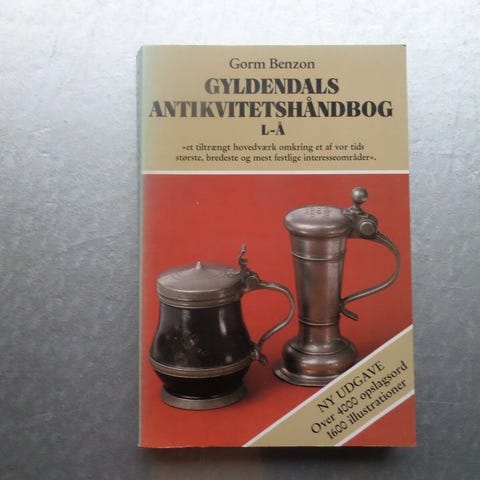 Gorm Benzon
GYLDENDALS
ANTIKVITETSHÅNDBOG
L-Å
»et tiltrængt hovedværk omkring et af vor tids
største, bredeste og mest festlige interesseområder«.
NY UDGAVE
Over 4000 opslagsord
1600 illustrationer